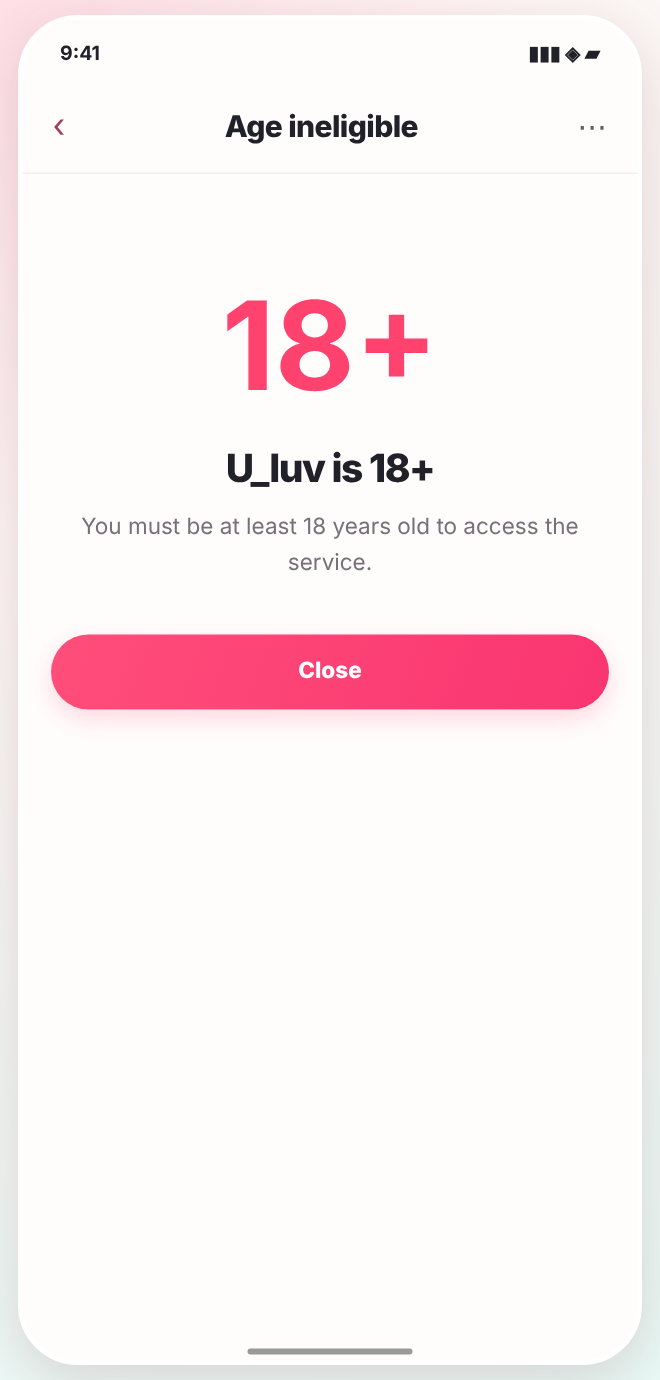 9:41
Age ineligible
18+
U_luv is 18+
You must be at least 18 years old to access the
service.
Close